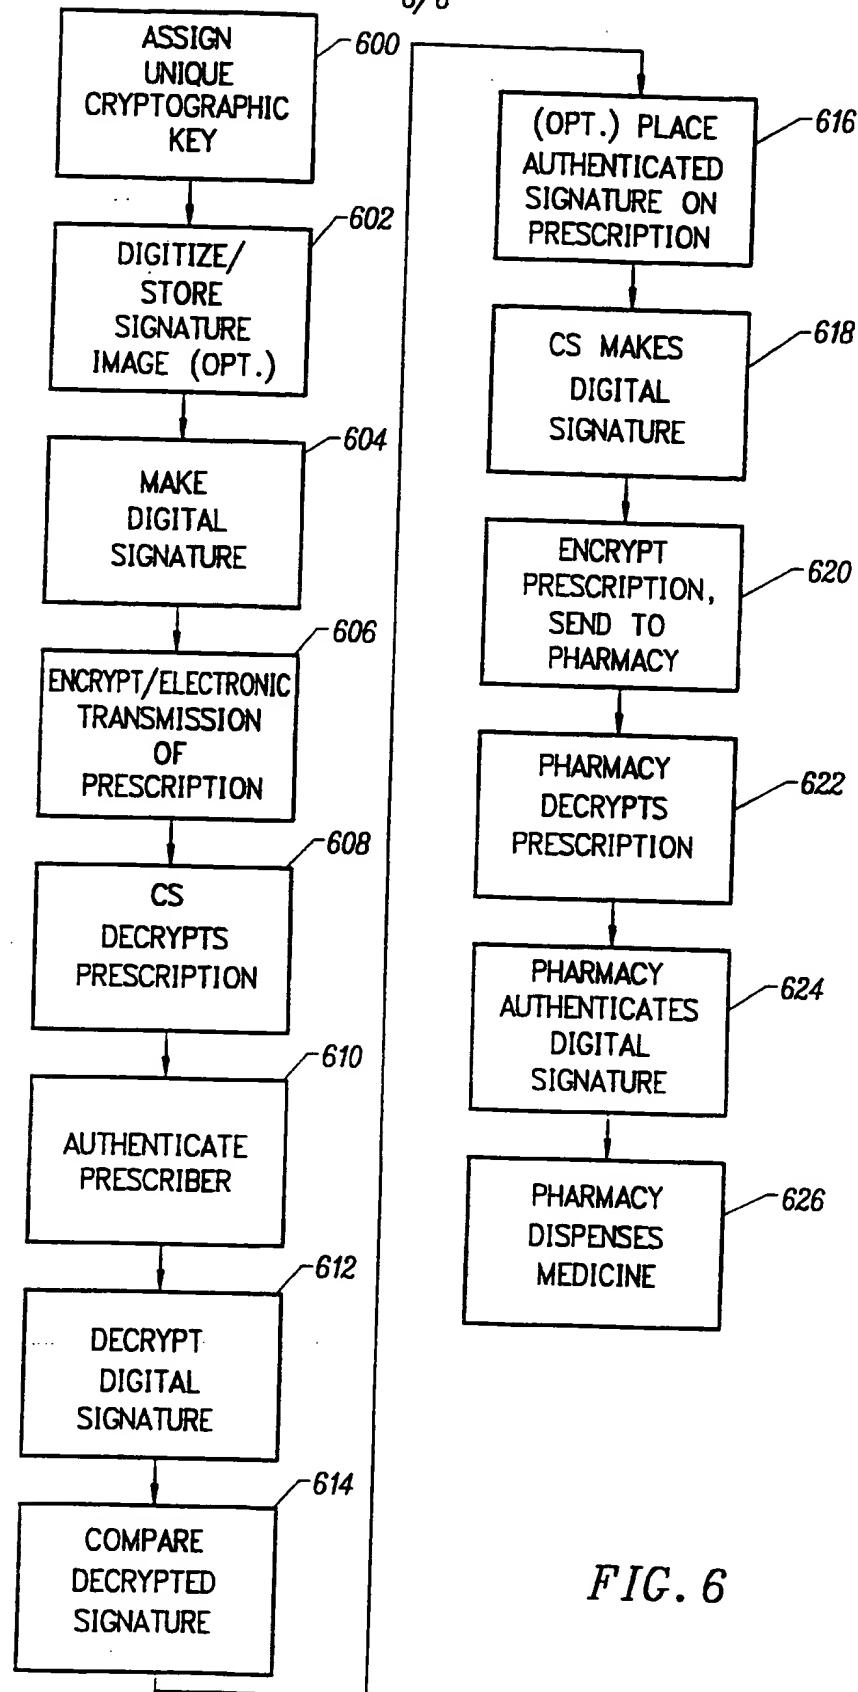 6/6
ASSIGN
UNIQUE
CRYPTOGRAPHIC
KEY
600
DIGITIZE/
STORE
SIGNATURE
IMAGE (OPT.)
602
MAKE
DIGITAL
SIGNATURE
604
ENCRYPT/ELECTRONIC
TRANSMISSION
OF
PRESCRIPTION
606
CS
DECRYPTS
PRESCRIPTION
608
AUTHENTICATE
PRESCRIBER
610
DECRYPT
DIGITAL
SIGNATURE
612
COMPARE
DECRYPTED
SIGNATURE
614
(OPT.) PLACE
AUTHENTICATED
SIGNATURE ON
PRESCRIPTION
616
CS MAKES
DIGITAL
SIGNATURE
618
ENCRYPT
PRESCRIPTION,
SEND TO
PHARMACY
620
PHARMACY
DECRYPTS
PRESCRIPTION
622
PHARMACY
AUTHENTICATES
DIGITAL
SIGNATURE
624
PHARMACY
DISPENSES
MEDICINE
626
FIG. 6